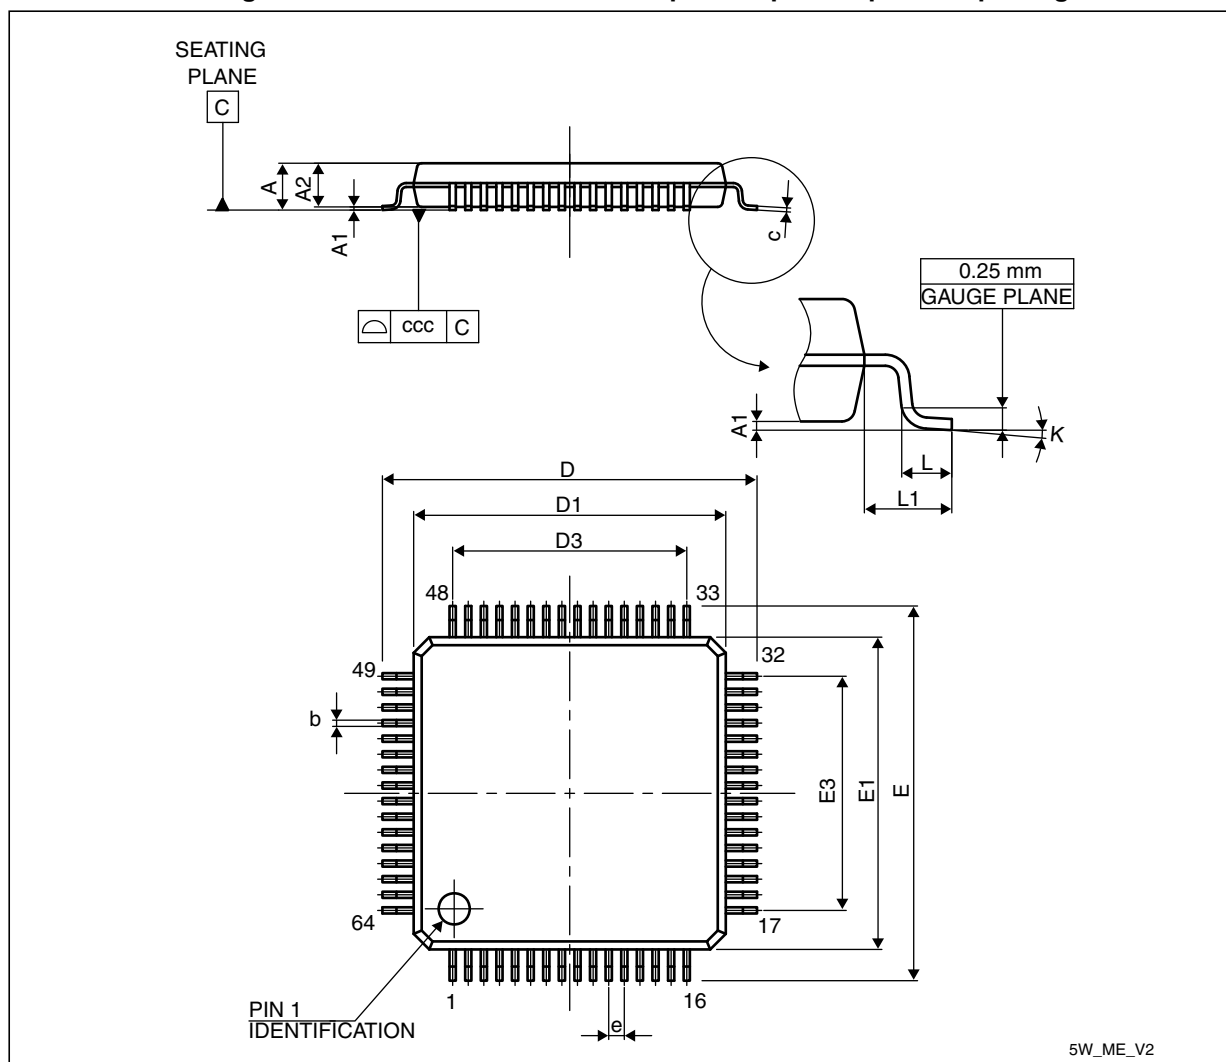 SEATING
PLANE
C
A
A2
A1
c
ccc C
0.25 mm
GAUGE PLANE
A1
K
L
L1
D
D1
D3
48
33
49
32
b
E3
E1
E
64
17
PIN 1
IDENTIFICATION
1
16
e
5W_ME_V2